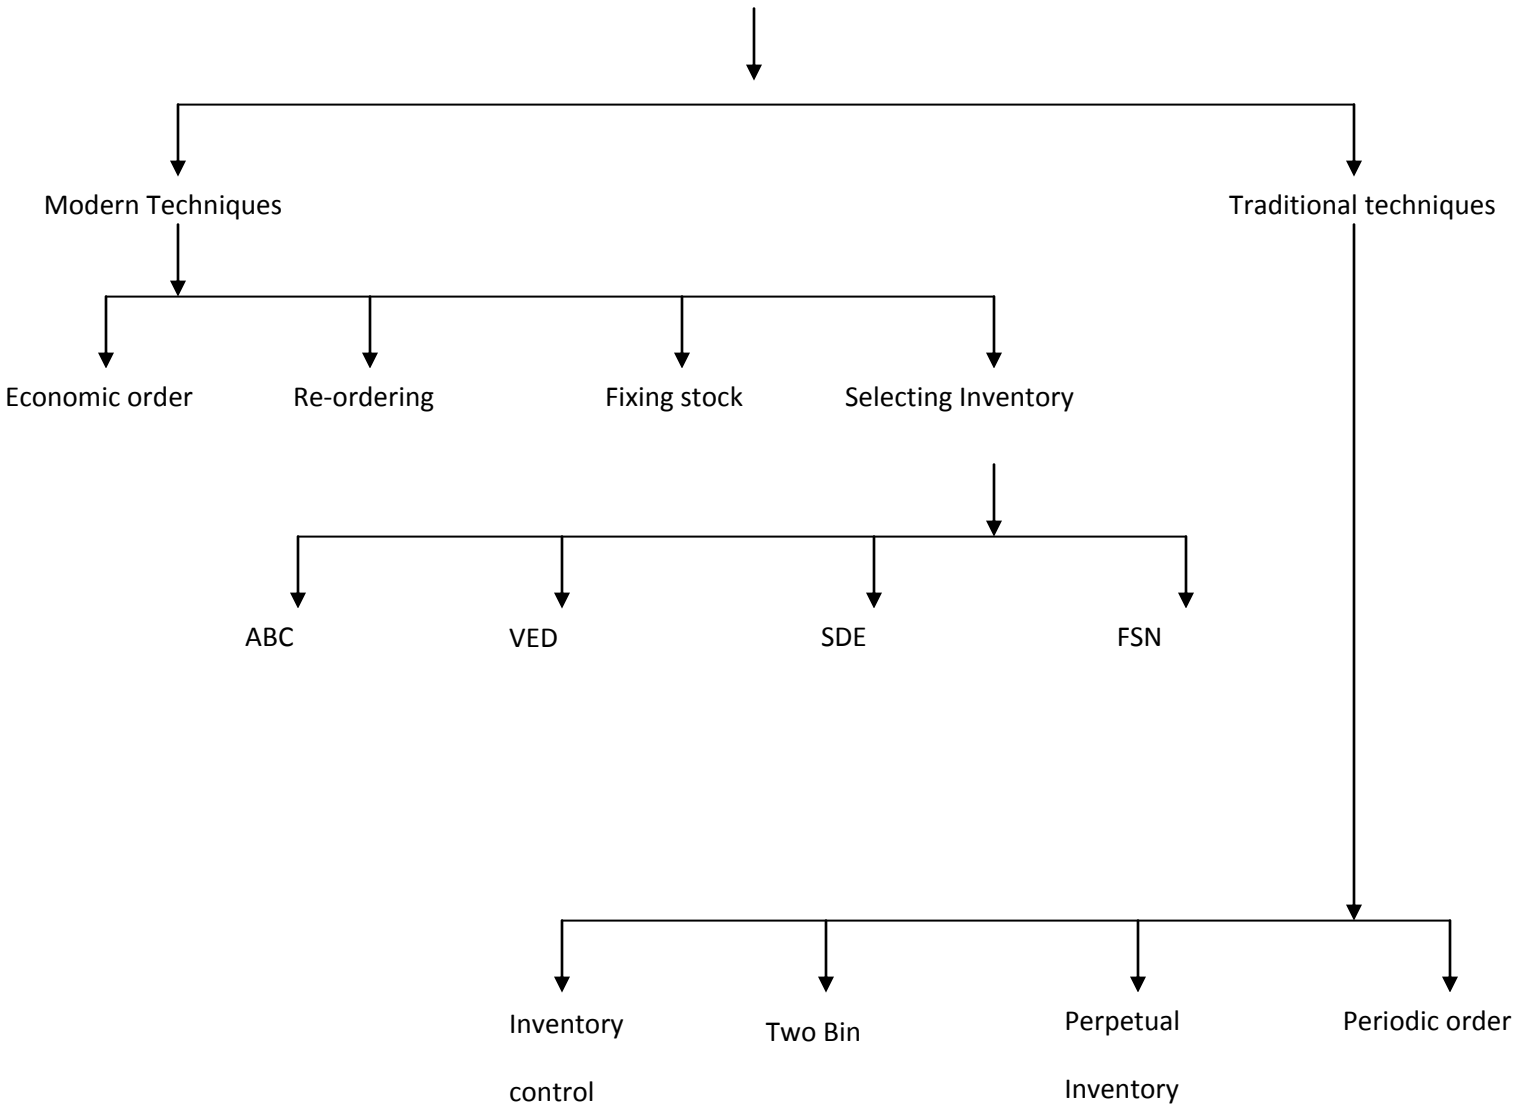 Modern Techniques
Traditional techniques
Economic order
Re-ordering
Fixing stock
Selecting Inventory
ABC
VED
SDE
FSN
Inventory
control
Two Bin
Perpetual
Inventory
Periodic order